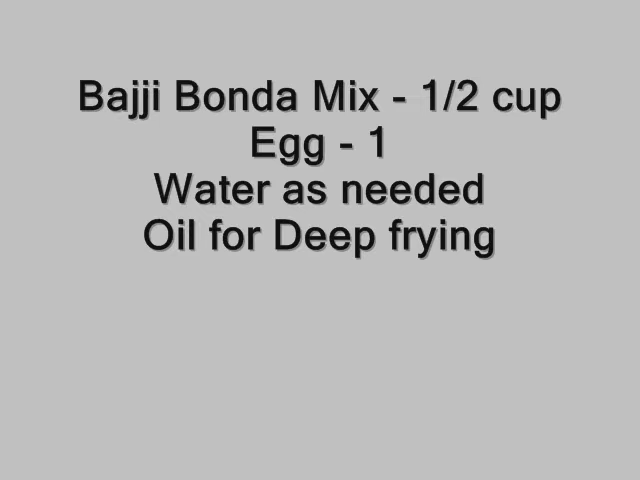 Bajji Bonda Mix - 1/2 cup
Egg - 1
Water as needed
Oil for Deep frying